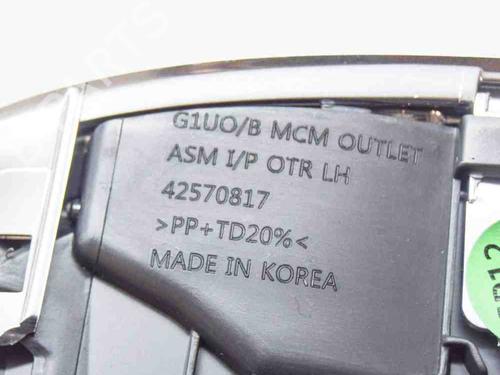 G1UO/B MCM OUTLET
ASM I/P OTR LH
42570817
>PP+TD20%<
MADE IN KOREA